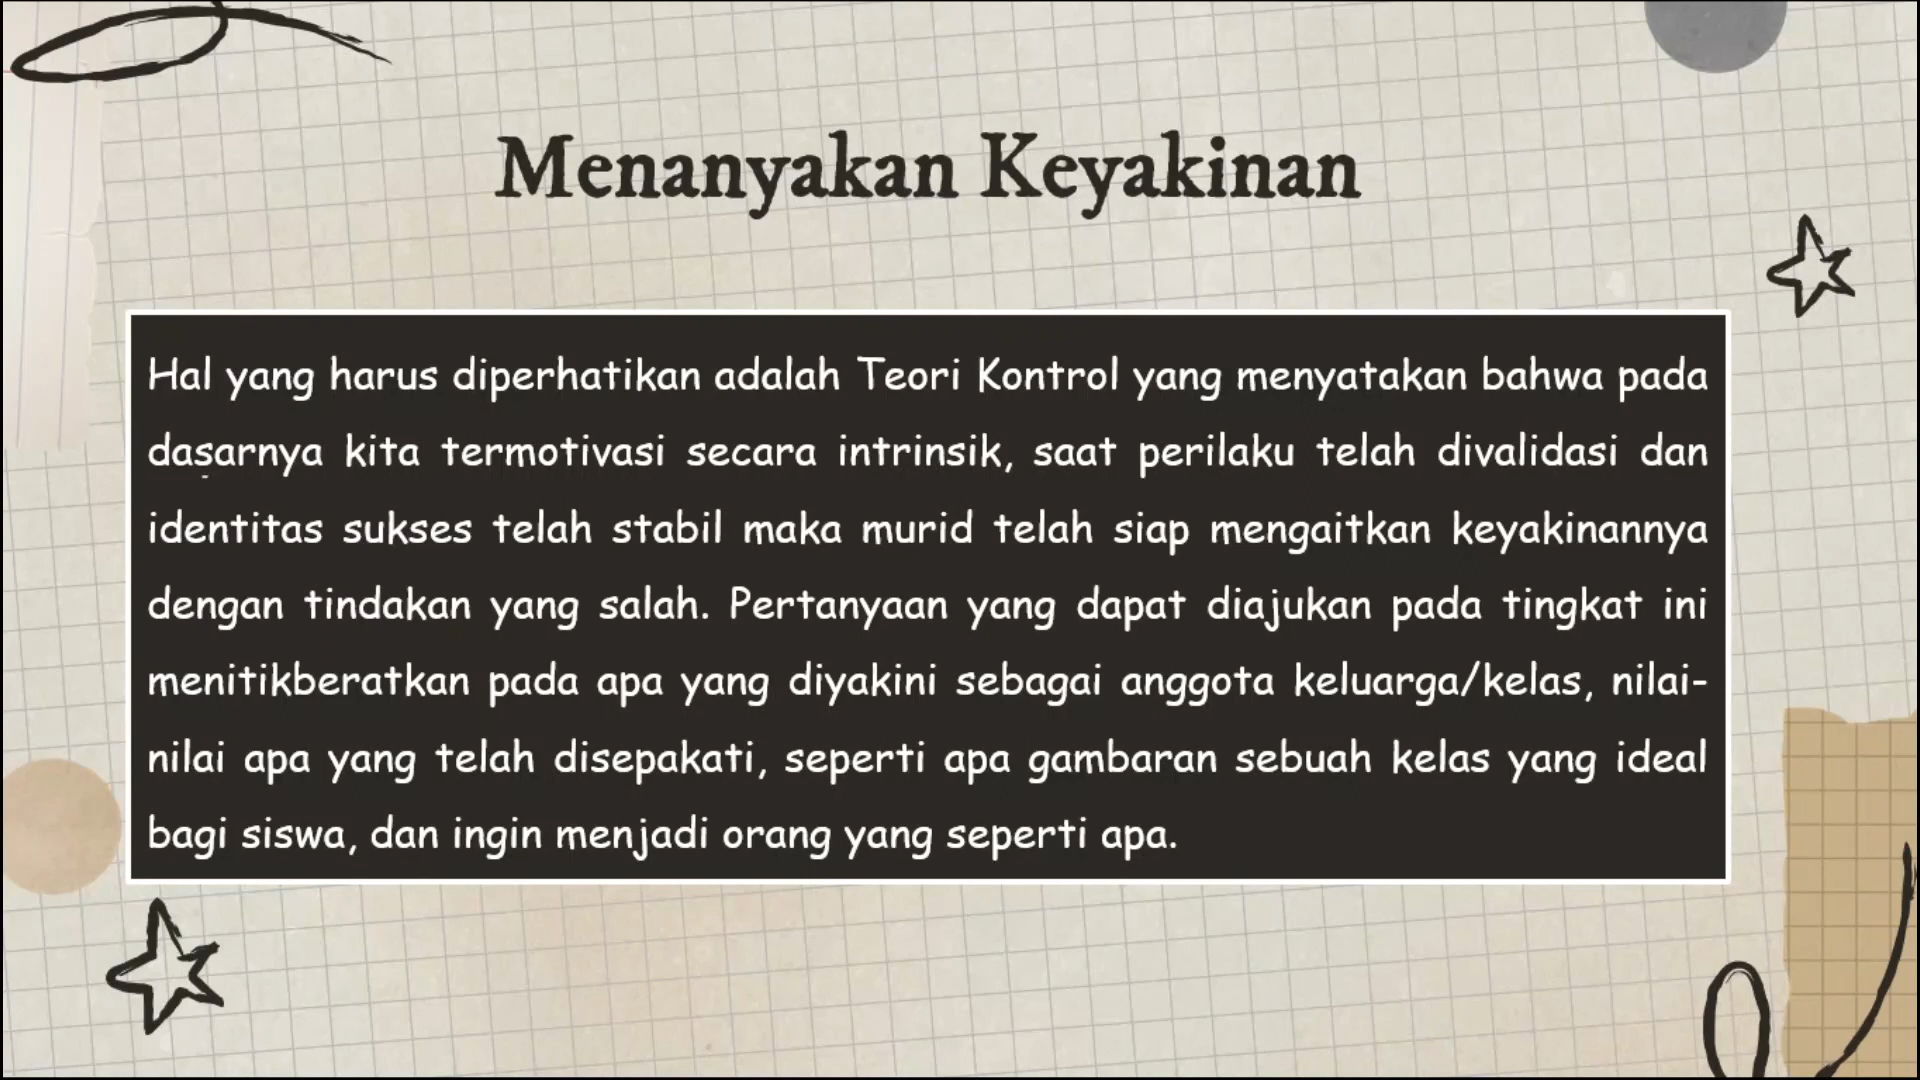 Menanyakan Keyakinan
Hal yang harus diperhatikan adalah Teori Kontrol yang menyatakan bahwa pada
dasarnya kita termotivasi secara intrinsik, saat perilaku telah divalidasi dan
identitas sukses telah stabil maka murid telah siap mengaitkan keyakinannya
dengan tindakan yang salah. Pertanyaan yang dapat diajukan pada tingkat ini
menitikberatkan pada apa yang diyakini sebagai anggota keluarga/kelas, nilai-
nilai apa yang telah disepakati, seperti apa gambaran sebuah kelas yang ideal
bagi siswa, dan ingin menjadi orang yang seperti apa.